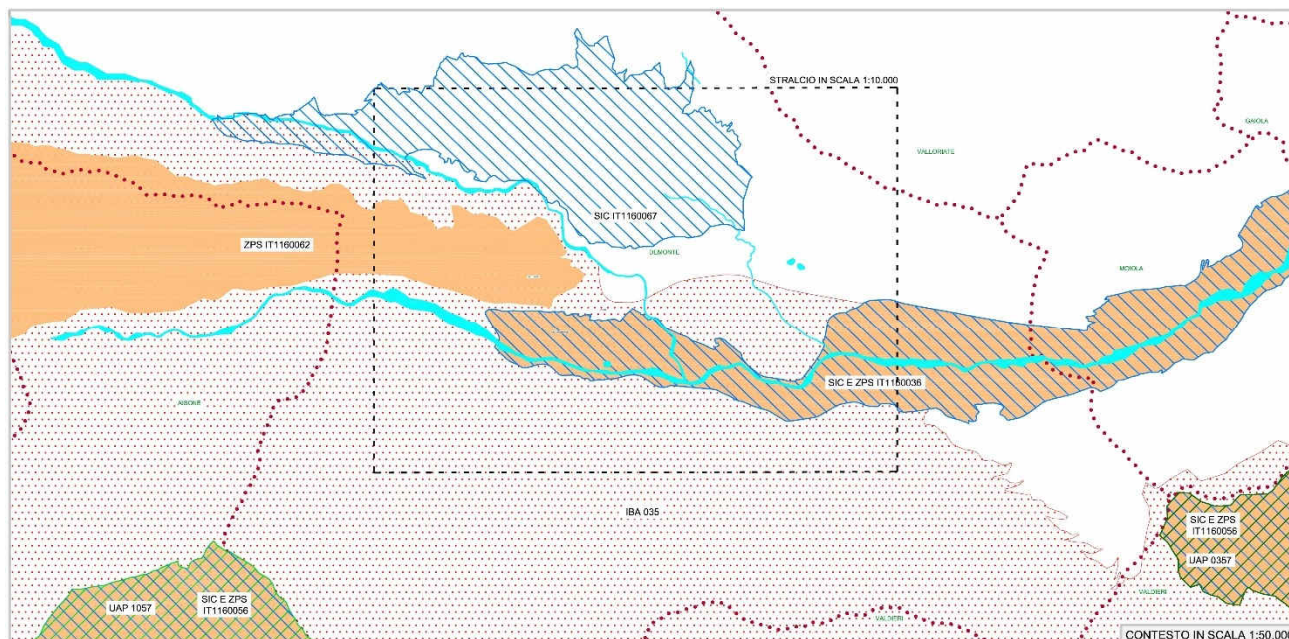 STRALCIO IN SCALA 1:10.000
GAIOLA
VALLORIATE
SIC IT1160067
ZPS IT1160062
DEMONTE
MOIOLA
SIC E ZPS IT1160036
AISONE
IBA 035
SIC E ZPS
IT1160056
UAP 0357
UAP 1057
SIC E ZPS
IT1160056
VALDIERI
VALDIERI
CONTESTO IN SCALA 1:50.000